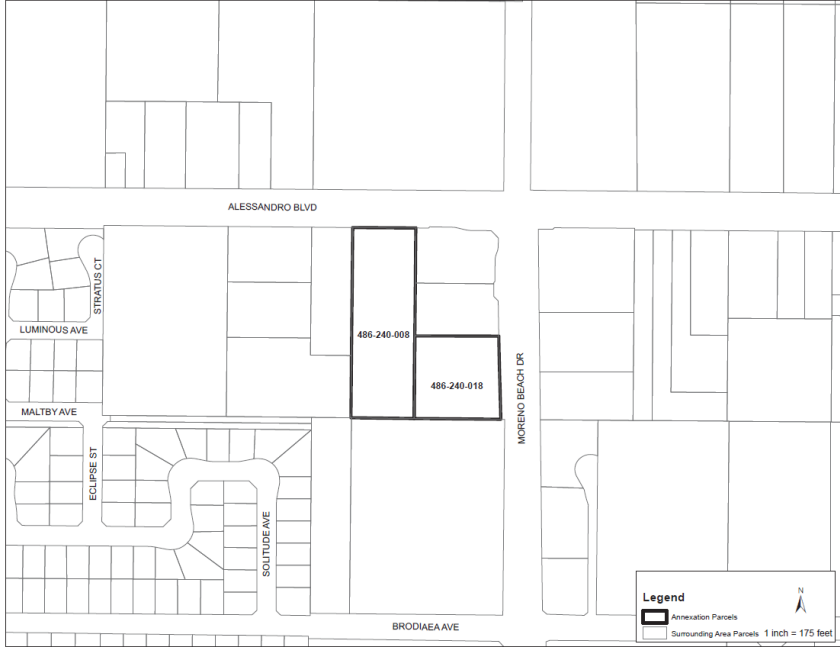 ALESSANDRO BLVD
STRATUS CT
LUMINOUS AVE
486-240-008
MORENO BEACH DR
486-240-018
MALTBY AVE
ECLIPSE ST
SOLITUDE AVE
BRODIAEA AVE
Legend
N
Annexation Parcels
Surrounding Area Parcels 1 inch = 175 feet